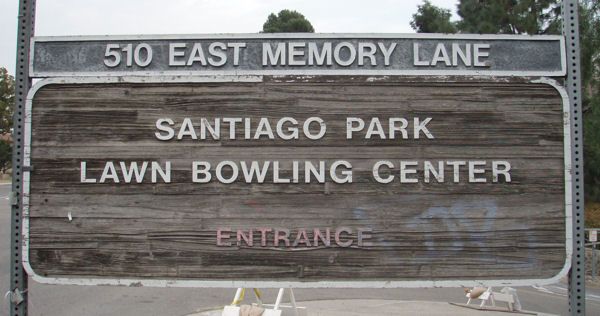 510 EAST MEMORY LANE
SANTIAGO PARK
LAWN BOWLING CENTER
ENTRANCE